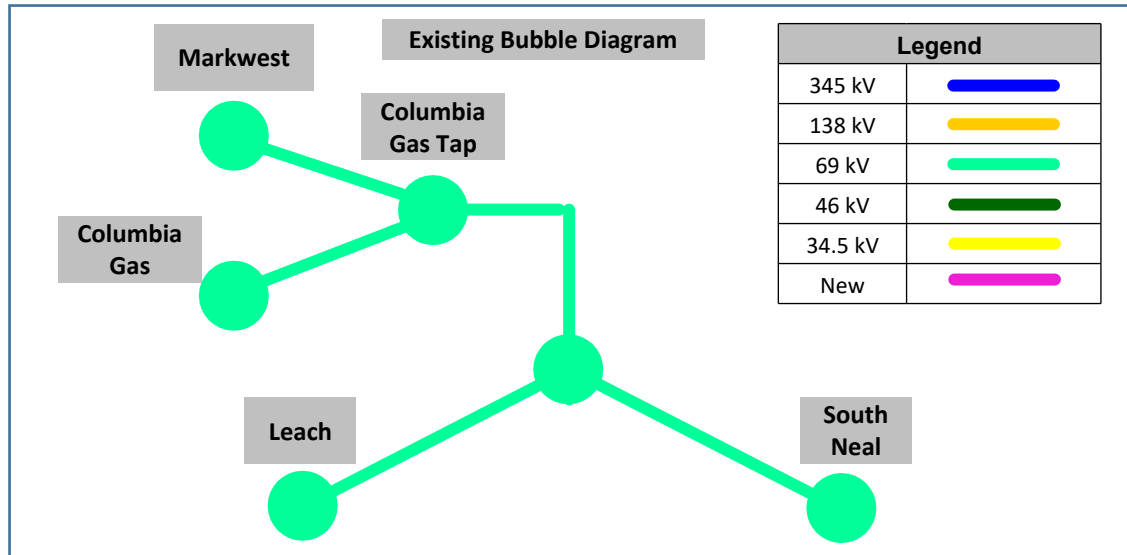 Existing Bubble Diagram
Markwest
Columbia
Gas Tap
Columbia
Gas
Leach
South
Neal
Legend
345 kV
138 kV
69 kV
46 kV
34.5 kV
New